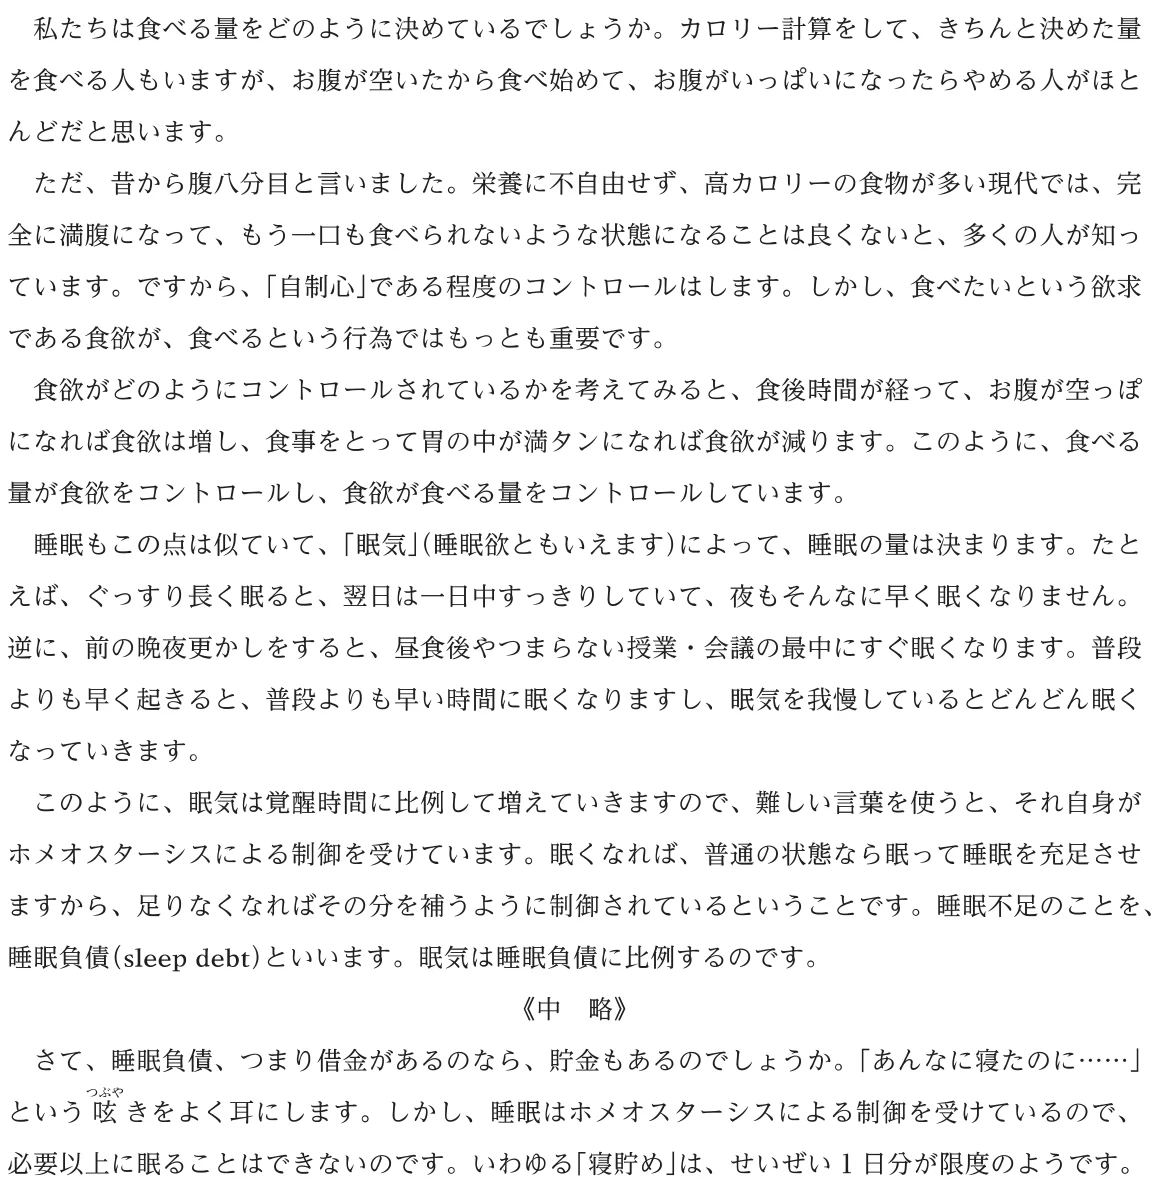 私たちは食べる量をどのように決めているでしょうか。カロリー計算をして、きちんと決めた量
を食べる人もいますが、お腹が空いたから食べ始めて、お腹がいっぱいになったらやめる人がほと
んどだと思います。
ただ、昔から腹八分目と言いました。栄養に不自由せず、高カロリーの食物が多い現代では、完
全に満腹になって、もう一口も食べられないような状態になることは良くないと、多くの人が知っ
ています。ですから、「自制心」である程度のコントロールはします。しかし、食べたいという欲求
である食欲が、食べるという行為ではもっとも重要です。
食欲がどのようにコントロールされているかを考えてみると、食後時間が経って、お腹が空っぽ
になれば食欲は増し、食事をとって胃の中が満タンになれば食欲が減ります。このように、食べる
量が食欲をコントロールし、食欲が食べる量をコントロールしています。
睡眠もこの点は似ていて、「眠気」(睡眠欲ともいえます)によって、睡眠の量は決まります。たと
えば、ぐっすり長く眠ると、翌日は一日中すっきりしていて、夜もそんなに早く眠くなりません。
逆に、前の晩夜更かしをすると、昼食後やつまらない授業・会議の最中にすぐ眠くなります。普段
よりも早く起きると、普段よりも早い時間に眠くなりますし、眠気を我慢しているとどんどん眠く
なっていきます。
このように、眠気は覚醒時間に比例して増えていきますので、難しい言葉を使うと、それ自身が
ホメオスターシスによる制御を受けています。眠くなれば、普通の状態なら眠って睡眠を充足させ
ますから、足りなくなればその分を補うように制御されているということです。睡眠不足のことを、
睡眠負債(sleep debt)といいます。眠気は睡眠負債に比例するのです。
《中　略》
さて、睡眠負債、つまり借金があるのなら、貯金もあるのでしょうか。「あんなに寝たのに……」
つぶや
という呟きをよく耳にします。しかし、睡眠はホメオスターシスによる制御を受けているので、
必要以上に眠ることはできないのです。いわゆる「寝貯め」は、せいぜい 1 日分が限度のようです。